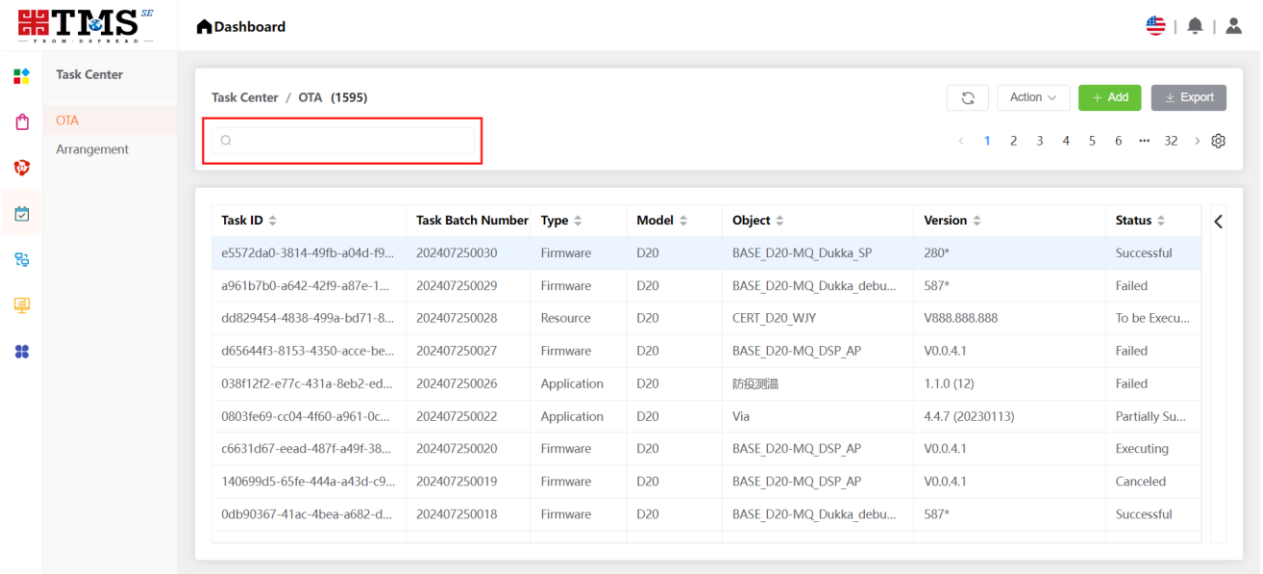 TMS SE
FROM·DSPREAD
Dashboard
Task Center
OTA
Arrangement
Task Center / OTA (1595)
Action
+ Add
Export
< 1 2 3 4 5 6 ••• 32 >
Task ID Task Batch Number Type Model Object Version Status
e5572da0-3814-49fb-a04d-f9... 202407250030 Firmware D20 BASE_D20-MQ_Dukka_SP 280* Successful
a961b7b0-a642-42f9-a87e-1... 202407250029 Firmware D20 BASE_D20-MQ_Dukka_debu... 587* Failed
dd829454-4838-499a-bd71-8... 202407250028 Resource D20 CERT_D20_WJY V888.888.888 To be Execu...
d65644f3-8153-4350-acce-be... 202407250027 Firmware D20 BASE_D20-MQ_DSP_AP V0.0.4.1 Failed
038f12f2-e77c-431a-8eb2-ed... 202407250026 Application D20 防疫测温 1.1.0 (12) Failed
0803fe69-cc04-4f60-a961-0c... 202407250022 Application D20 Via 4.4.7 (20230113) Partially Su...
c6631d67-eead-487f-a49f-38... 202407250020 Firmware D20 BASE_D20-MQ_DSP_AP V0.0.4.1 Executing
140699d5-65fe-444a-a43d-c9... 202407250019 Firmware D20 BASE_D20-MQ_DSP_AP V0.0.4.1 Canceled
0db90367-41ac-4bea-a682-d... 202407250018 Firmware D20 BASE_D20-MQ_Dukka_debu... 587* Successful